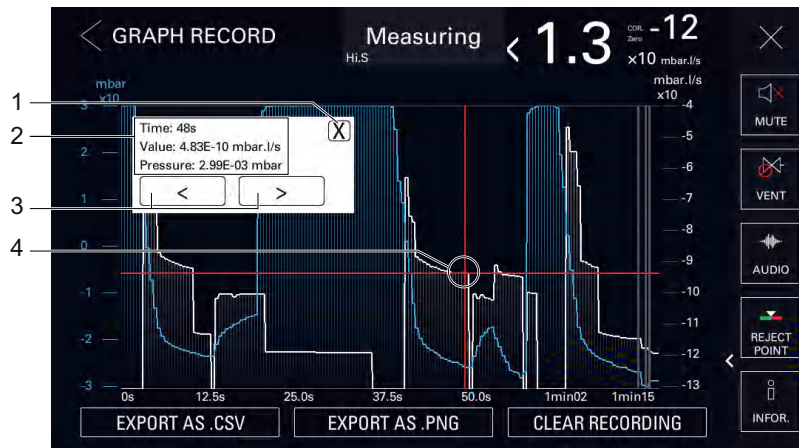 1
2
3
4
< GRAPH RECORD
Measuring
Hi.S
< 1.3
COR.
Zero
-12
x10 mbar.l/s
mbar
x10
mbar.l/s
x10
3
2
1
0
-1
-2
-3
-4
-5
-6
-7
-8
-9
-10
-11
-12
-13
Time: 48s
Value: 4.83E-10 mbar.l/s
Pressure: 2.99E-03 mbar
X
< >
0s 12.5s 25.0s 37.5s 50.0s 1min02 1min15
EXPORT AS .CSV EXPORT AS .PNG CLEAR RECORDING
MUTE
VENT
AUDIO
REJECT
POINT
<
INFOR.